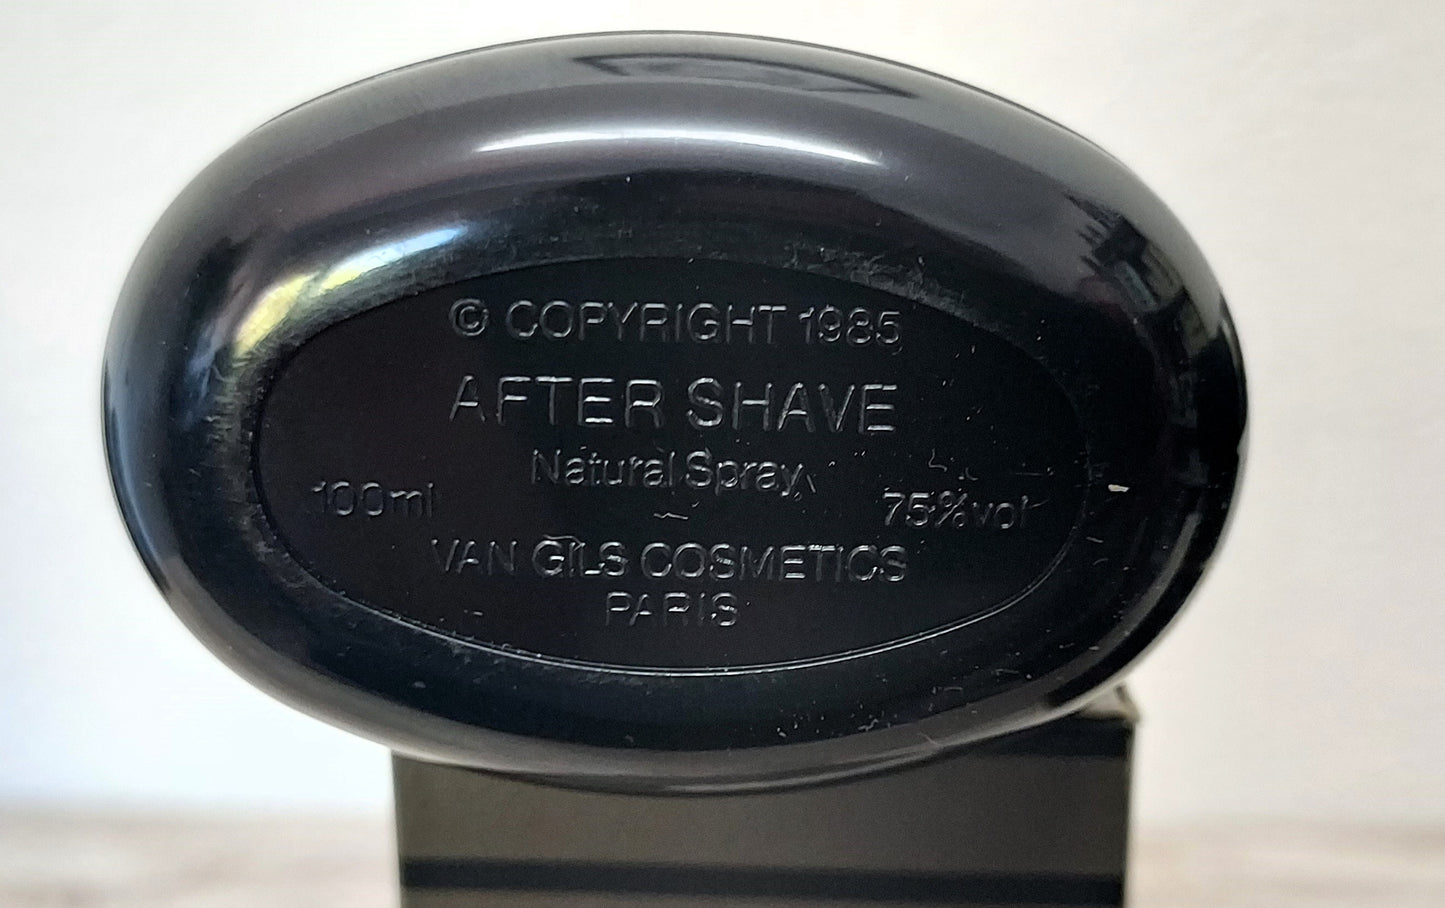 © COPYRIGHT 1985
AFTER SHAVE
Natural Spray
100ml 75%vol
VAN GILS COSMETICS
PARIS